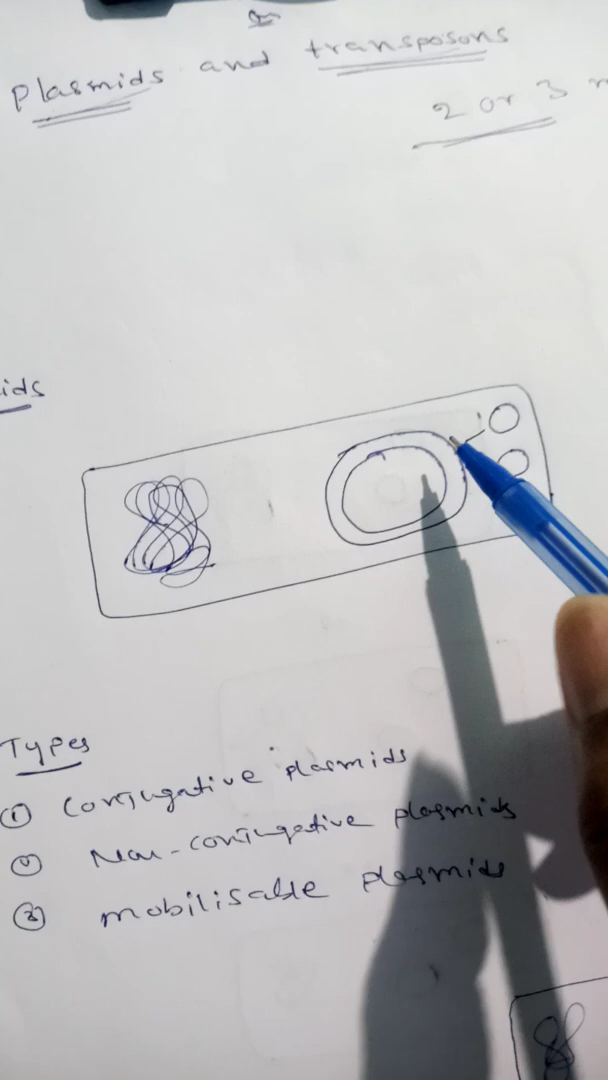 Plasmids and transposons
2 or 3
ids
Types
① Conjugative plasmids
② Non-conjugative plasmids
③ mobilisable plasmids